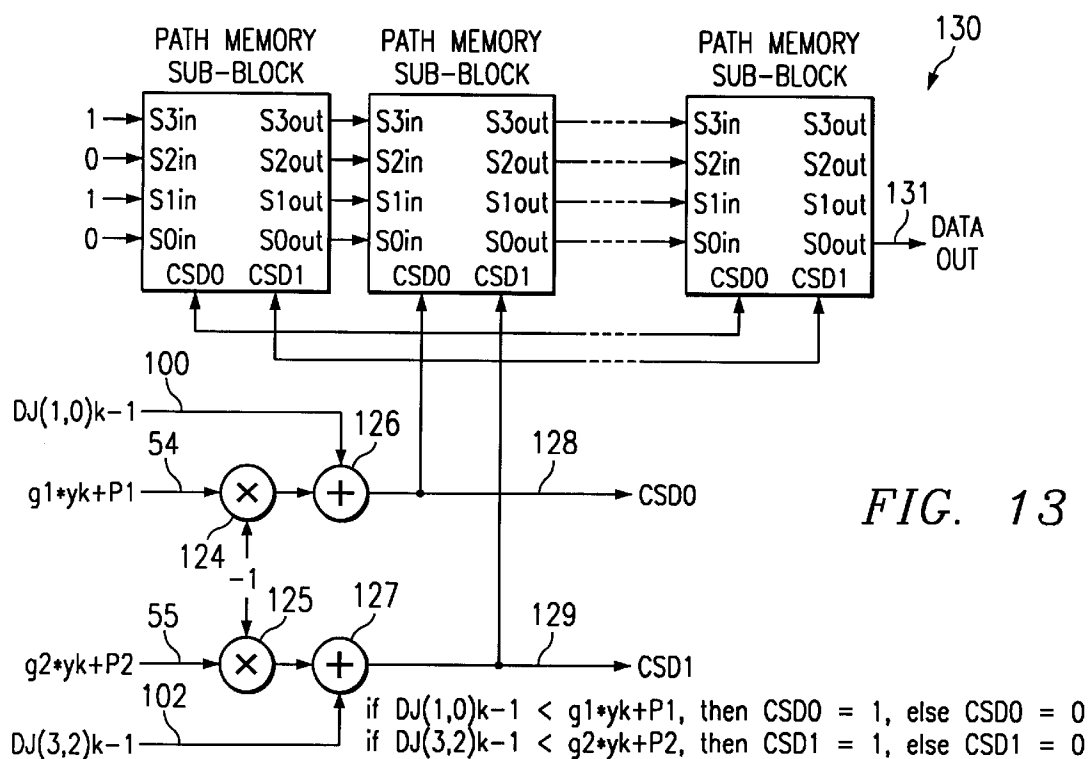 PATH MEMORY SUB-BLOCK
PATH MEMORY SUB-BLOCK
PATH MEMORY SUB-BLOCK
130
1 S3in S3out S3in S3out S3in S3out
0 S2in S2out S2in S2out S2in S2out
1 S1in S1out S1in S1out S1in S1out 131
0 S0in S0out S0in S0out S0in S0out DATA OUT
CSD0 CSD1 CSD0 CSD1 CSD0 CSD1
100
DJ(1,0)k-1
54 126 128
g1*yk+P1 × + CSD0
124
FIG. 13
-1
125 127
55 129
g2*yk+P2 × + CSD1
102
if DJ(1,0)k-1 < g1*yk+P1, then CSD0 = 1, else CSD0 = 0
DJ(3,2)k-1
if DJ(3,2)k-1 < g2*yk+P2, then CSD1 = 1, else CSD1 = 0